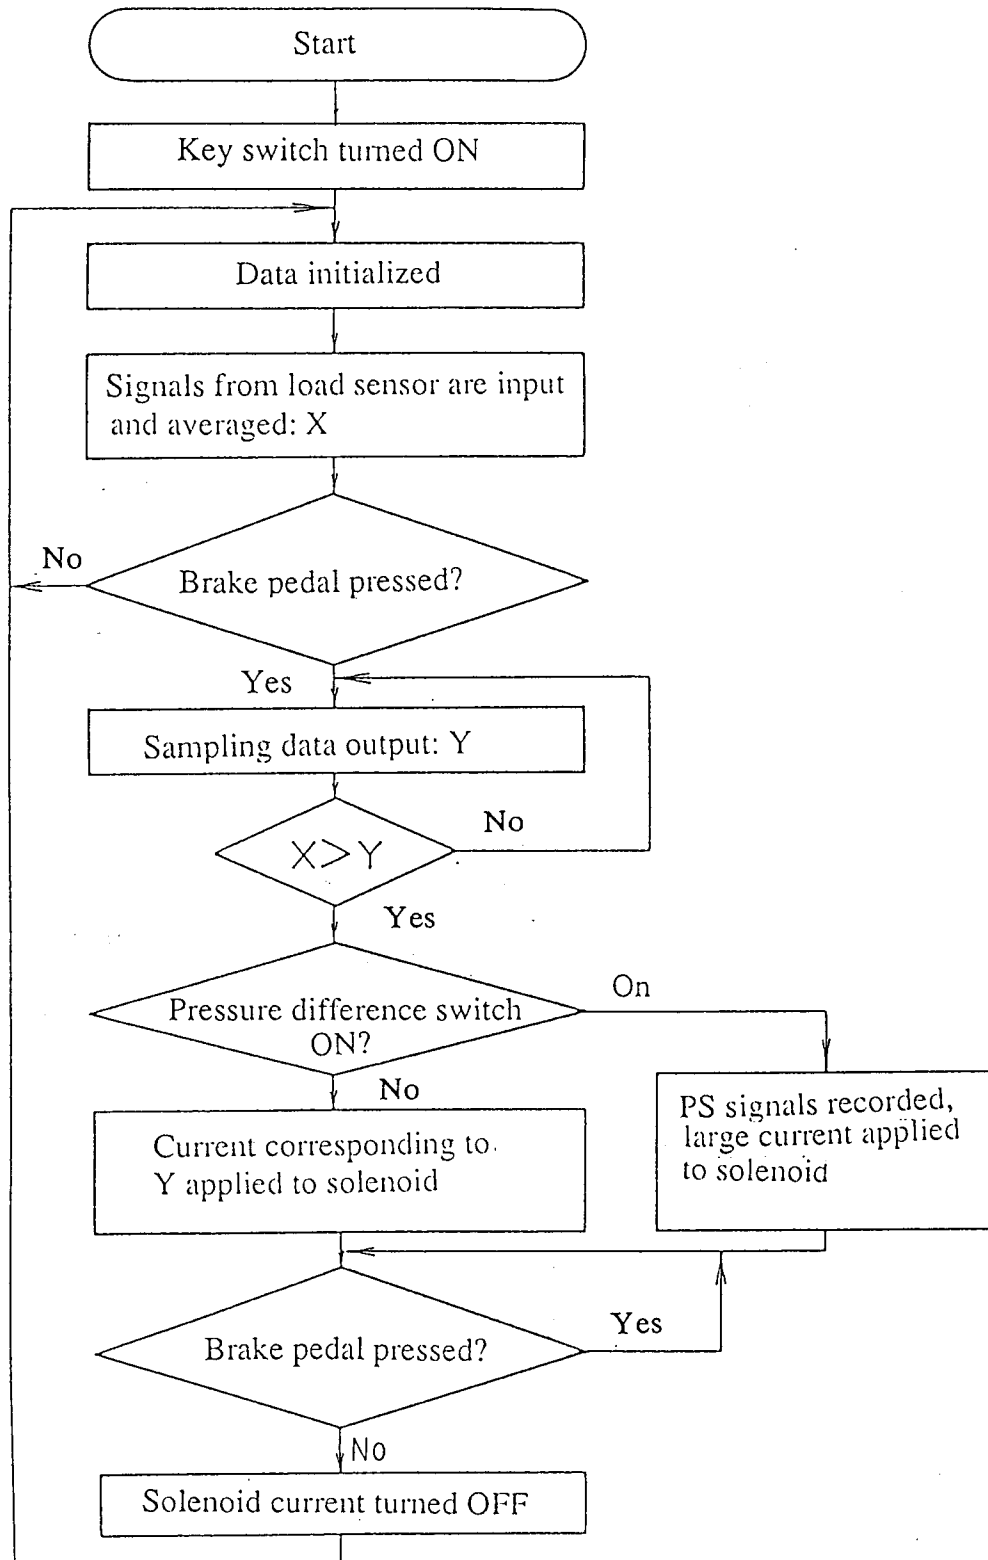 Start
Key switch turned ON
Data initialized
Signals from load sensor are input
and averaged: X
No
Brake pedal pressed?
Yes
Sampling data output: Y
No
X > Y
Yes
On
Pressure difference switch
ON?
No
PS signals recorded,
large current applied
to solenoid
Current corresponding to
Y applied to solenoid
Yes
Brake pedal pressed?
No
Solenoid current turned OFF